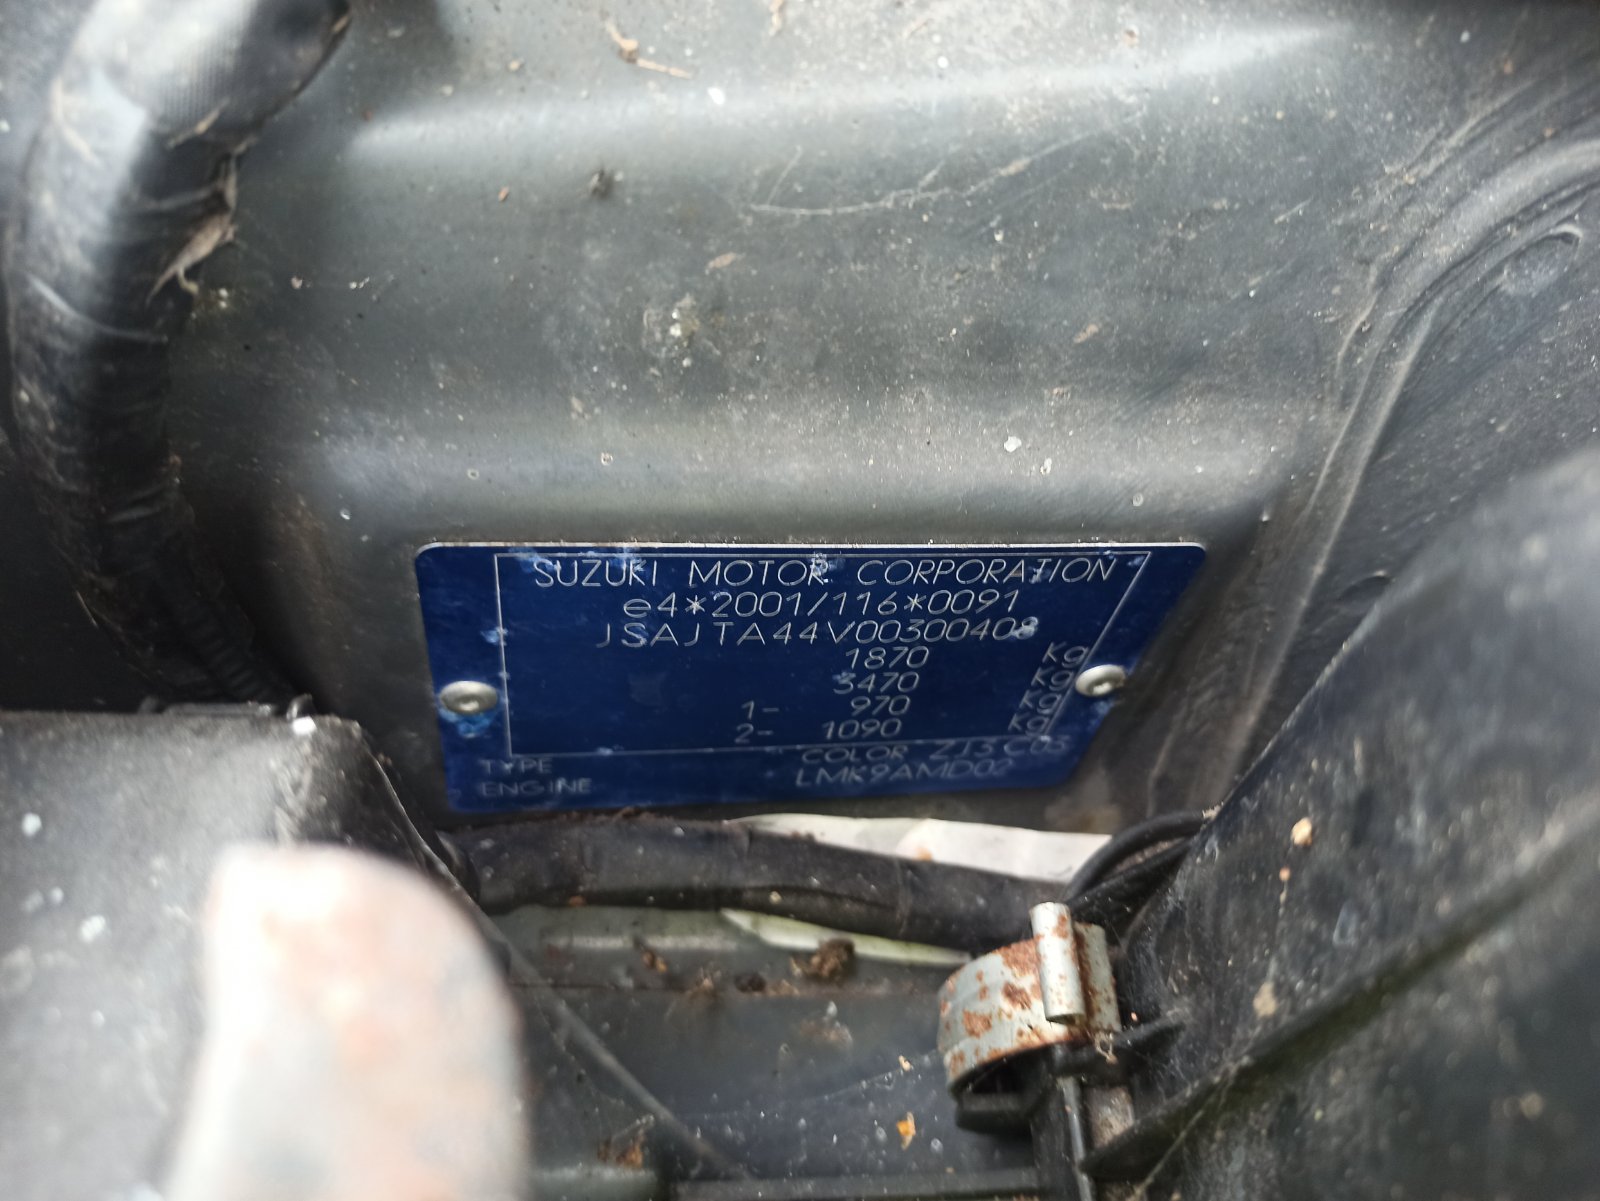 SUZUKI MOTOR CORPORATION
e4*2001/116*0091
JSAJTA44V00300408
1870 Kg
3470 Kg
1- 970 Kg
2- 1090 Kg
TYPE COLOR ZJ3 C05
ENGINE LMK9AMD02